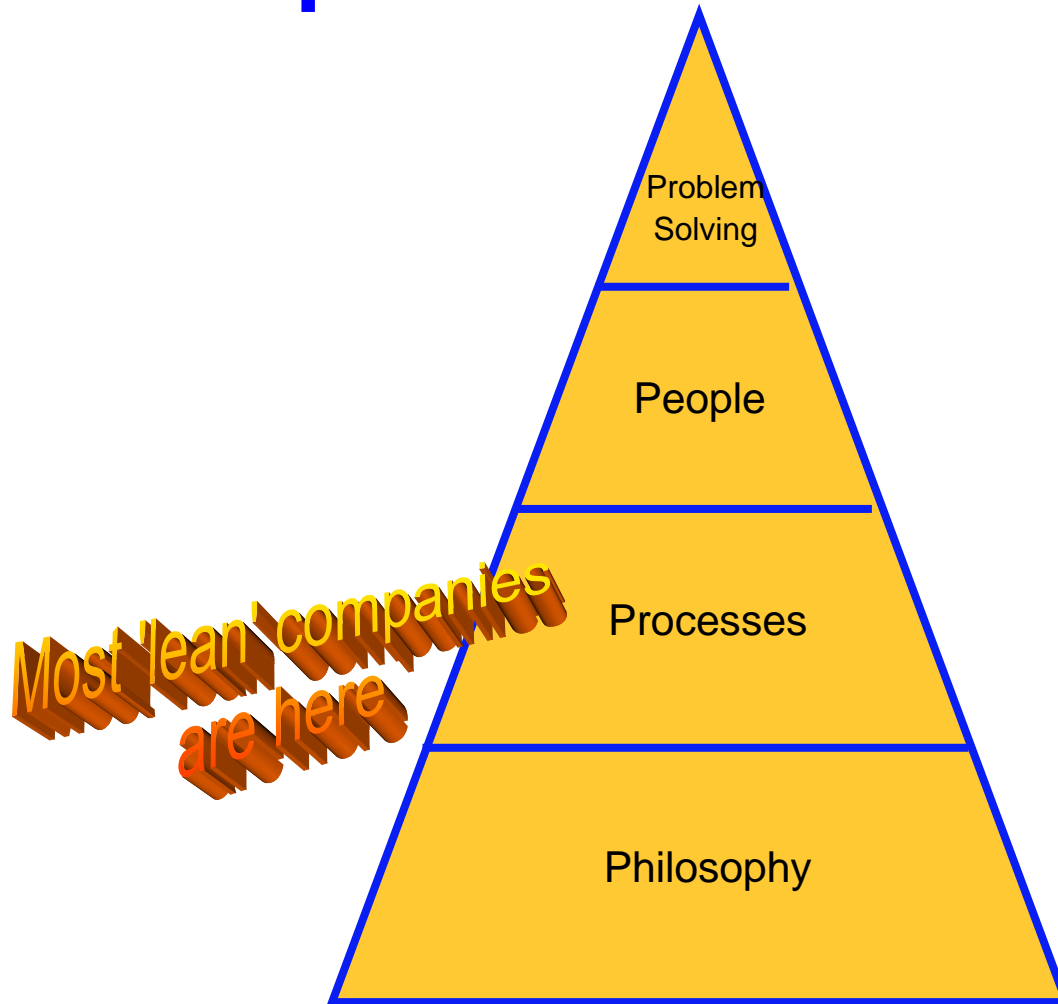 Problem
Solving
People
Most 'lean' companies
are here
Processes
Philosophy